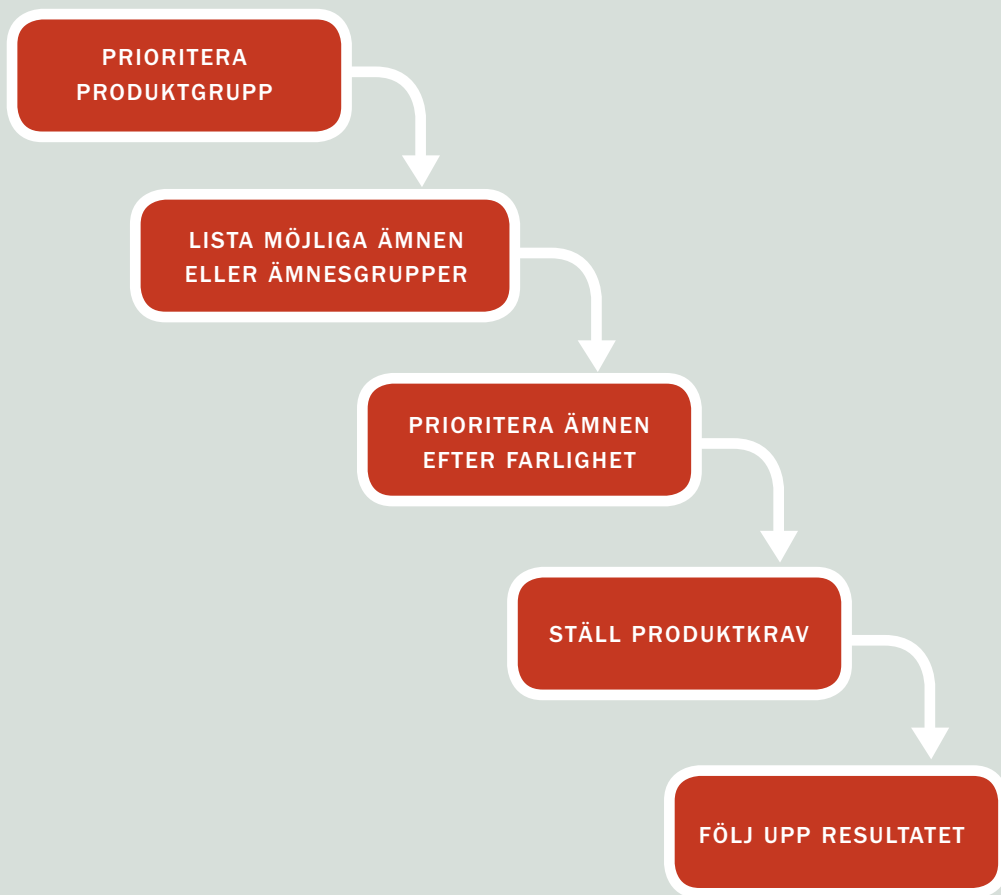 PRIORITERA
PRODUKTGRUPP
LISTA MÖJLIGA ÄMNEN
ELLER ÄMNESGRUPPER
PRIORITERA ÄMNEN
EFTER FARLIGHET
STÄLL PRODUKTKRAV
FÖLJ UPP RESULTATET